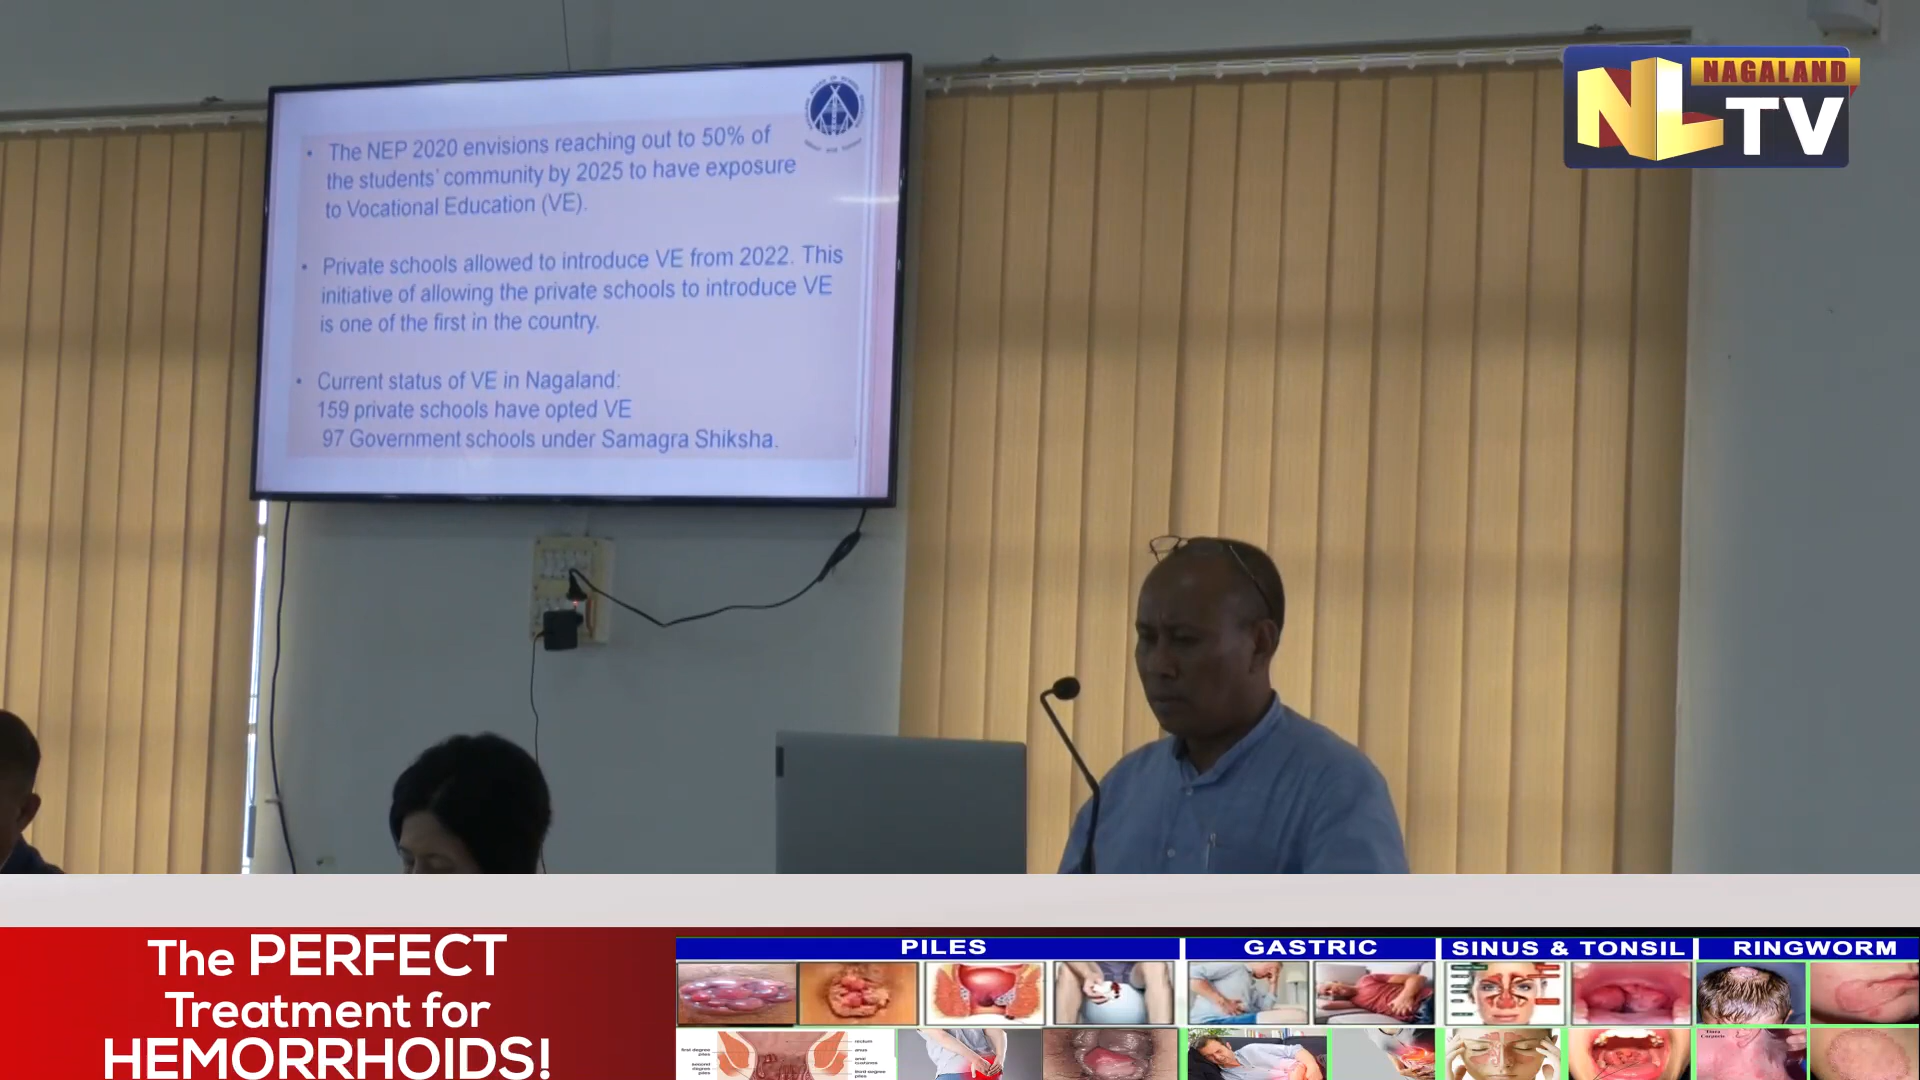 • The NEP 2020 envisions reaching out to 50% of
the students' community by 2025 to have exposure
to Vocational Education (VE).
• Private schools allowed to introduce VE from 2022. This
initiative of allowing the private schools to introduce VE
is one of the first in the country.
• Current status of VE in Nagaland:
159 private schools have opted VE
97 Government schools under Samagra Shiksha.
NL NAGALAND
TV
The PERFECT
Treatment for
HEMORRHOIDS!
PILES GASTRIC SINUS & TONSIL RINGWORM